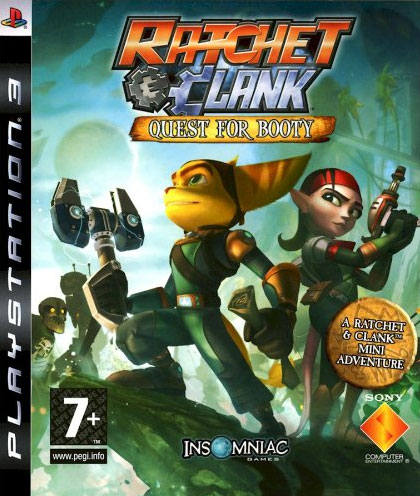 PLAYSTATION®3
RATCHET
& CLANK
QUEST FOR BOOTY
A RATCHET
& CLANK™
MINI
ADVENTURE
7+
™
www.pegi.info
INSOMNIAC
GAMES
SONY
COMPUTER
ENTERTAINMENT®